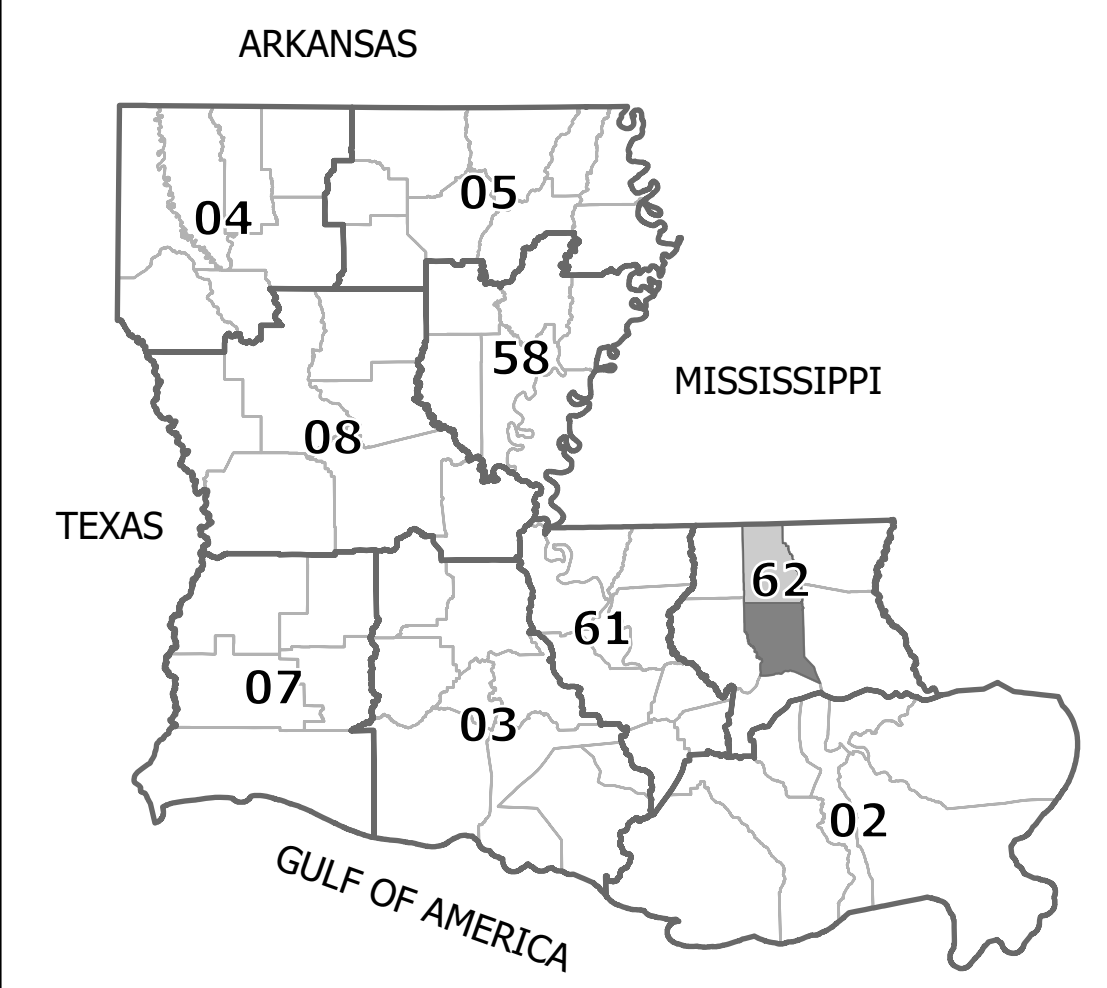 ARKANSAS
05
04
58
MISSISSIPPI
08
TEXAS
62
61
07
03
02
GULF OF AMERICA